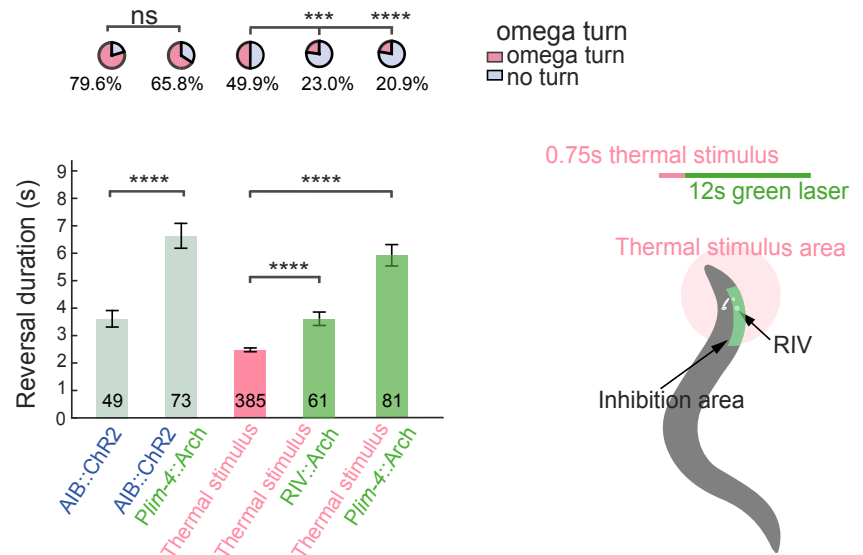 ns
***
****
79.6%
65.8%
49.9%
23.0%
20.9%
omega turn
omega turn
no turn
Reversal duration (s)
9
8
7
6
5
4
3
2
1
0
****
****
****
49
73
385
61
81
AIB::ChR2
AIB::ChR2
Plim-4::Arch
Thermal stimulus
Thermal stimulus
RIV::Arch
Thermal stimulus
Plim-4::Arch
0.75s thermal stimulus
12s green laser
Thermal stimulus area
RIV
Inhibition area